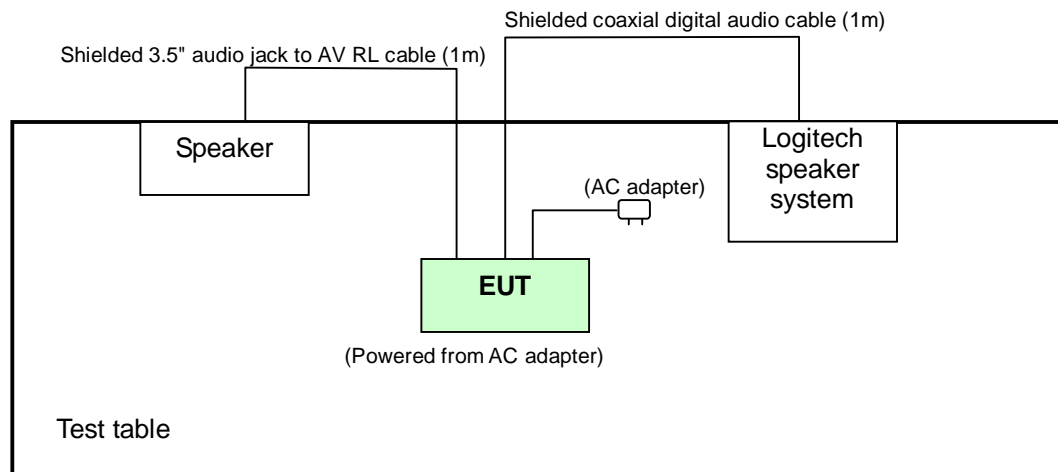 Shielded coaxial digital audio cable (1m)
Shielded 3.5" audio jack to AV RL cable (1m)
Speaker
Logitech
speaker
system
(AC adapter)
EUT
(Powered from AC adapter)
Test table